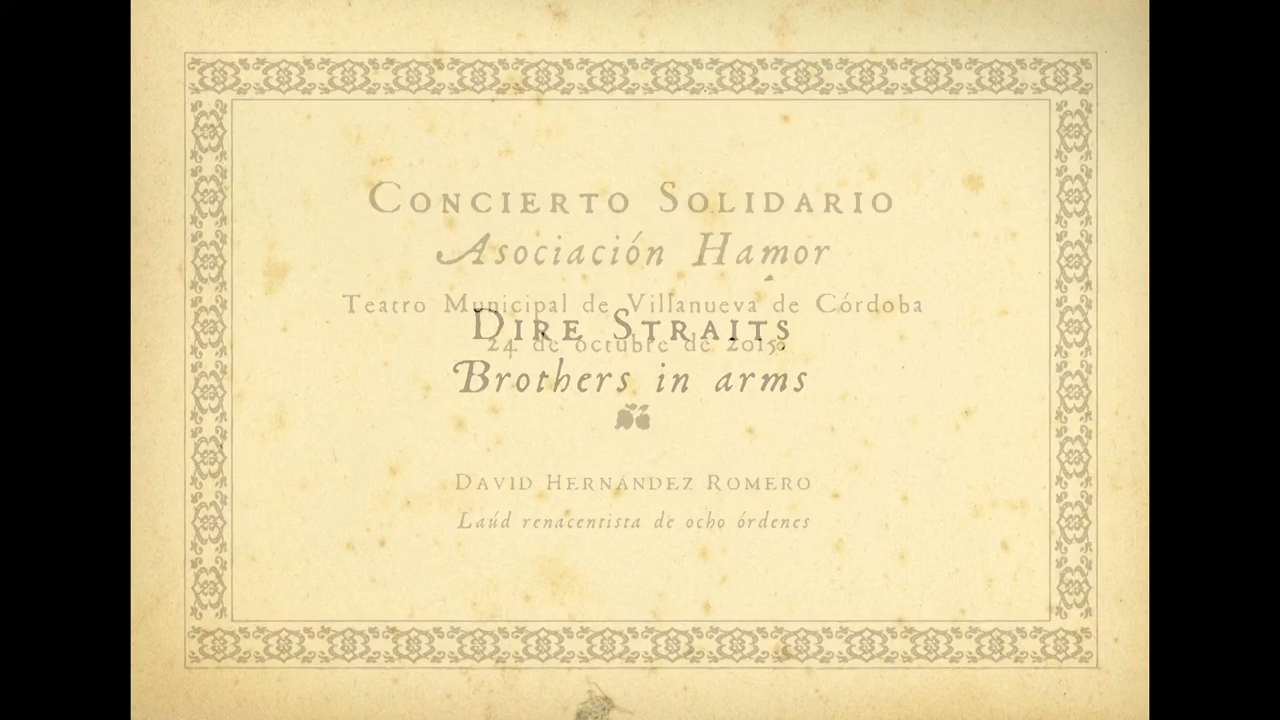 Concierto Solidario
Asociación Hamor
Teatro Municipal de Villanueva de Córdoba
Dire Straits
24 de octubre de 2015
Brothers in arms
David Hernández Romero
Laúd renacentista de ocho órdenes